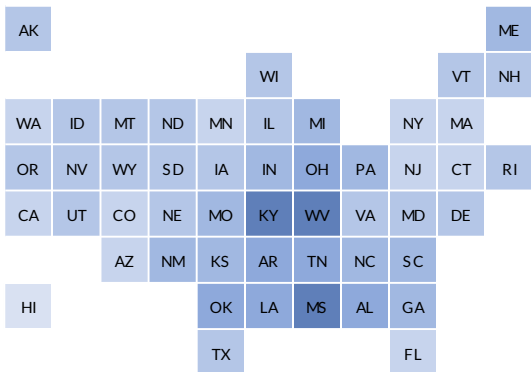 AK ME
WI VT NH
WA ID MT ND MN IL MI NY MA
OR NV WY SD IA IN OH PA NJ CT RI
CA UT CO NE MO KY WV VA MD DE
AZ NM KS AR TN NC SC
HI OK LA MS AL GA
TX FL